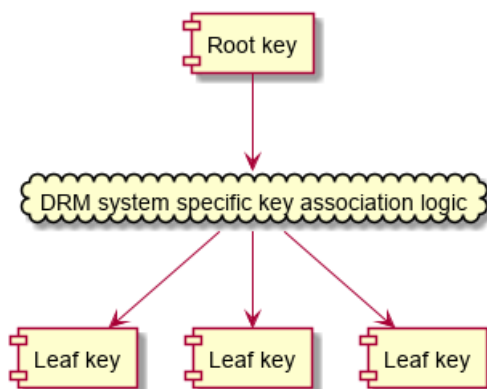 Root key
DRM system specific key association logic
Leaf key
Leaf key
Leaf key